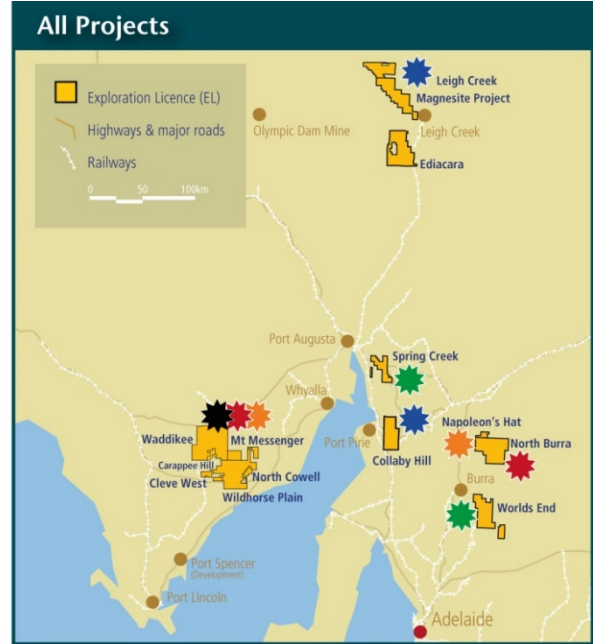 All Projects
Exploration Licence (EL)
Highways & major roads
Railways
0 50 100km
Olympic Dam Mine
Leigh Creek
Magnesite Project
Leigh Creek
Ediacara
Port Augusta
Spring Creek
Whyalla
Waddikee
Mt Messenger
Port Pirie
Napoleon's Hat
North Burra
Carappee Hill
Collaby Hill
Cleve West
North Cowell
Burra
Wildhorse Plain
Worlds End
Port Spencer
(Development)
Port Lincoln
Adelaide